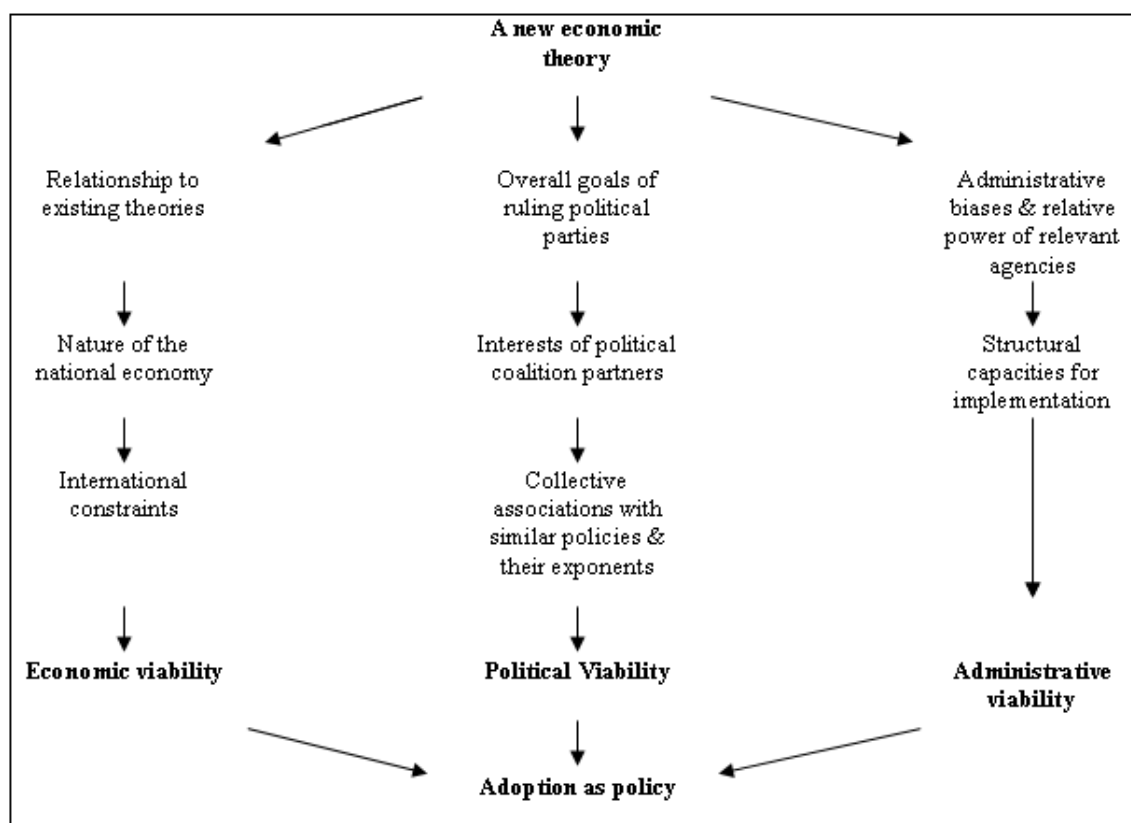 A new economic
theory
Relationship to
existing theories
Overall goals of
ruling political
parties
Administrative
biases & relative
power of relevant
agencies
Nature of the
national economy
Interests of political
coalition partners
Structural
capacities for
implementation
International
constraints
Collective
associations with
similar policies &
their exponents
Economic viability
Political Viability
Administrative
viability
Adoption as policy